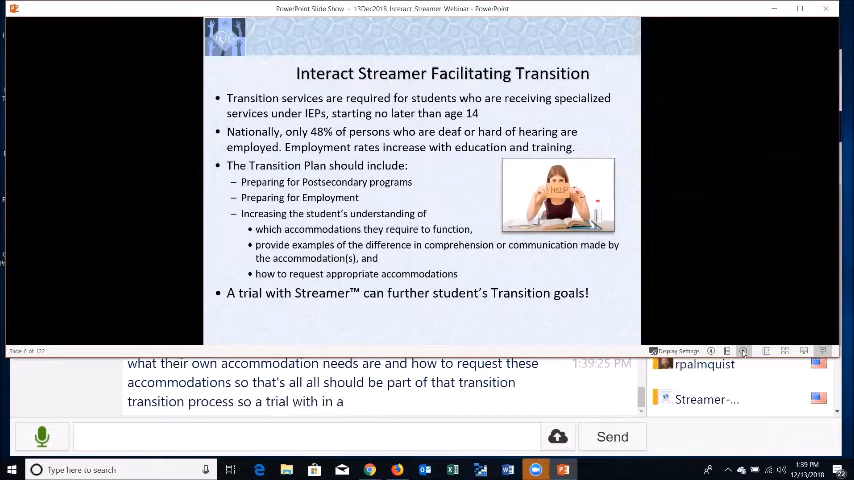 PowerPoint Slide Show - 13Dec2018_Interact_Streamer_Webinar - PowerPoint
Interact Streamer Facilitating Transition
• Transition services are required for students who are receiving specialized
services under IEPs, starting no later than age 14
• Nationally, only 48% of persons who are deaf or hard of hearing are
employed. Employment rates increase with education and training.
• The Transition Plan should include:
– Preparing for Postsecondary programs
– Preparing for Employment
– Increasing the student's understanding of
• which accommodations they require to function,
• provide examples of the difference in comprehension or communication made by
the accommodation(s), and
• how to request appropriate accommodations
HELP
• A trial with Streamer™ can further student's Transition goals!
Slide 6 of 122
Display Settings
what their own accommodation needs are and how to request these
1:39:25 PM
accommodations so that's all all should be part of that transition
transition process so a trial with in a
rpalmquist
Streamer-...
Send
Type here to search
1:39 PM
12/13/2018
22